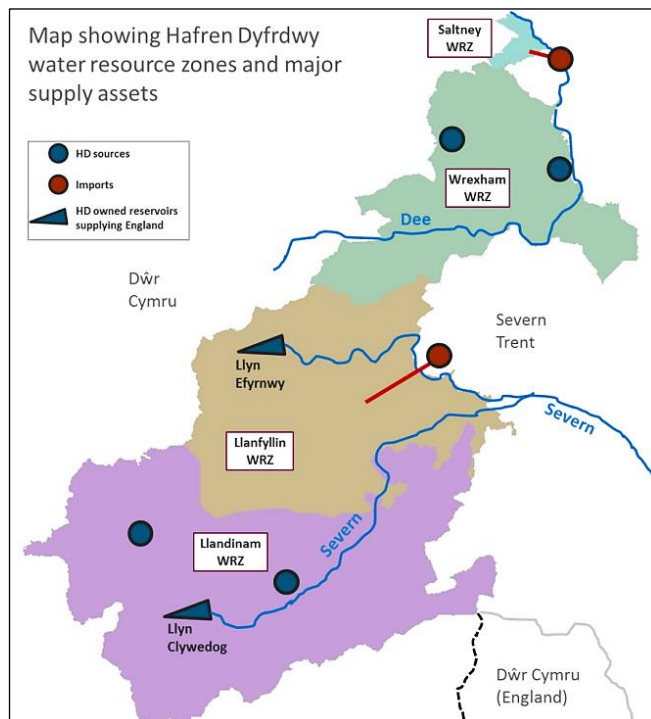 Map showing Hafren Dyfrdwy
water resource zones and major
supply assets
HD sources
Imports
HD owned reservoirs
supplying England
Saltney
WRZ
Wrexham
WRZ
Dee
Dŵr
Cymru
Severn
Trent
Llyn
Efyrnwy
Severn
Llanfyllin
WRZ
Llandinam
WRZ
Severn
Llyn
Clywedog
Dŵr Cymru
(England)